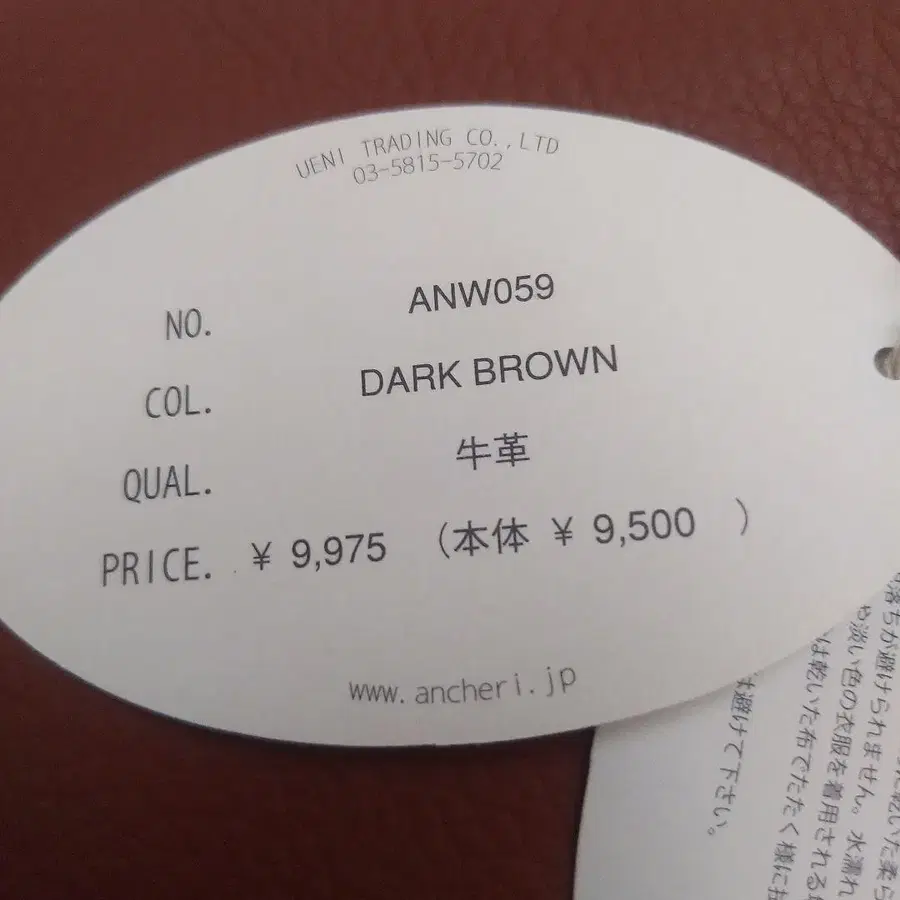 UENI TRADING CO.,LTD
03-5815-5702
NO. ANW059
COL. DARK BROWN
QUAL. 牛革
PRICE. ¥ 9,975 (本体 ¥ 9,500 )
www.ancheri.jp
落ちが避けられません。水濡れ
や淡い色の衣服を着用される
は乾いた布でたたく様に
は避けて下さい。